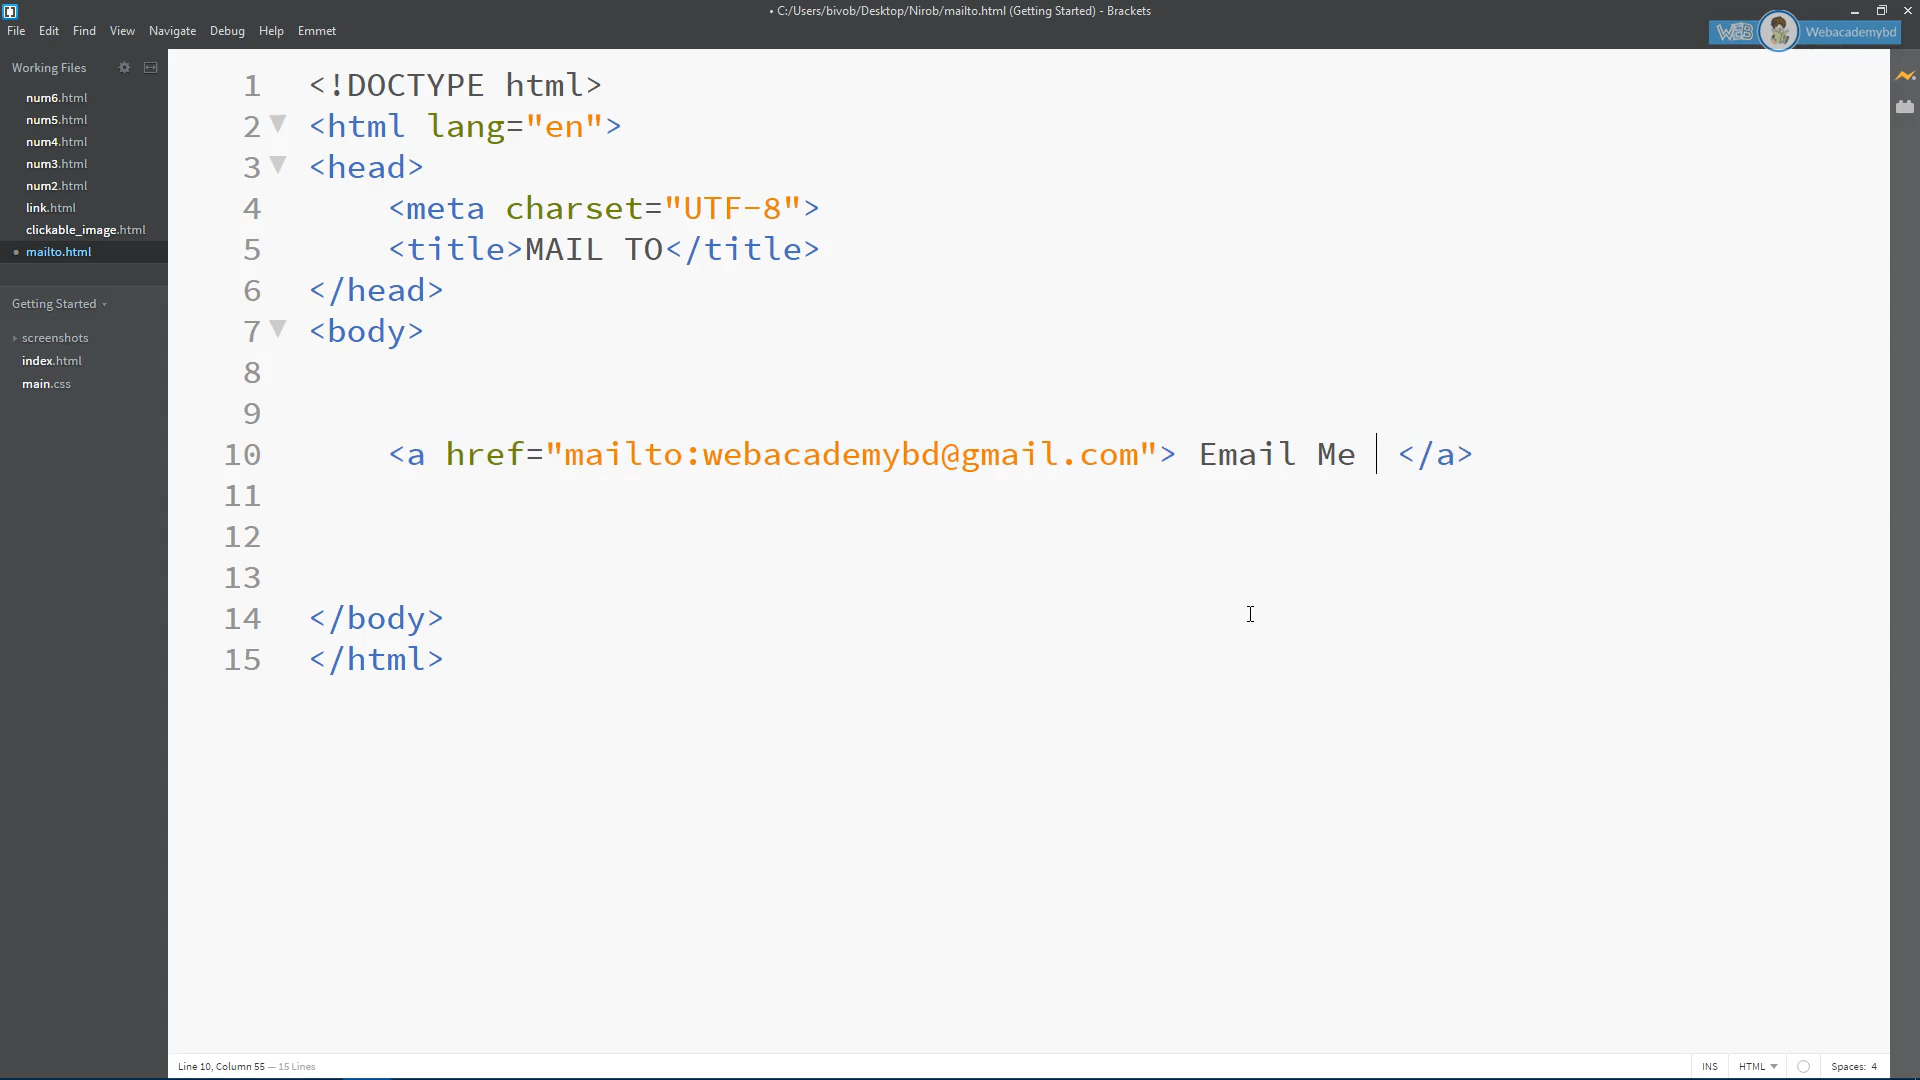 • C:/Users/bivob/Desktop/Nirob/mailto.html (Getting Started) - Brackets
File Edit Find View Navigate Debug Help Emmet
WEB Webacademybd
Working Files
num6.html
num5.html
num4.html
num3.html
num2.html
link.html
clickable_image.html
• mailto.html
Getting Started
screenshots
index.html
main.css
1 <!DOCTYPE html>
2 <html lang="en">
3 <head>
4 <meta charset="UTF-8">
5 <title>MAIL TO</title>
6 </head>
7 <body>
8
9
10 <a href="mailto:webacademybd@gmail.com"> Email Me </a>
11
12
13
14 </body>
15 </html>
Line 10, Column 55 — 15 Lines
INS HTML Spaces: 4